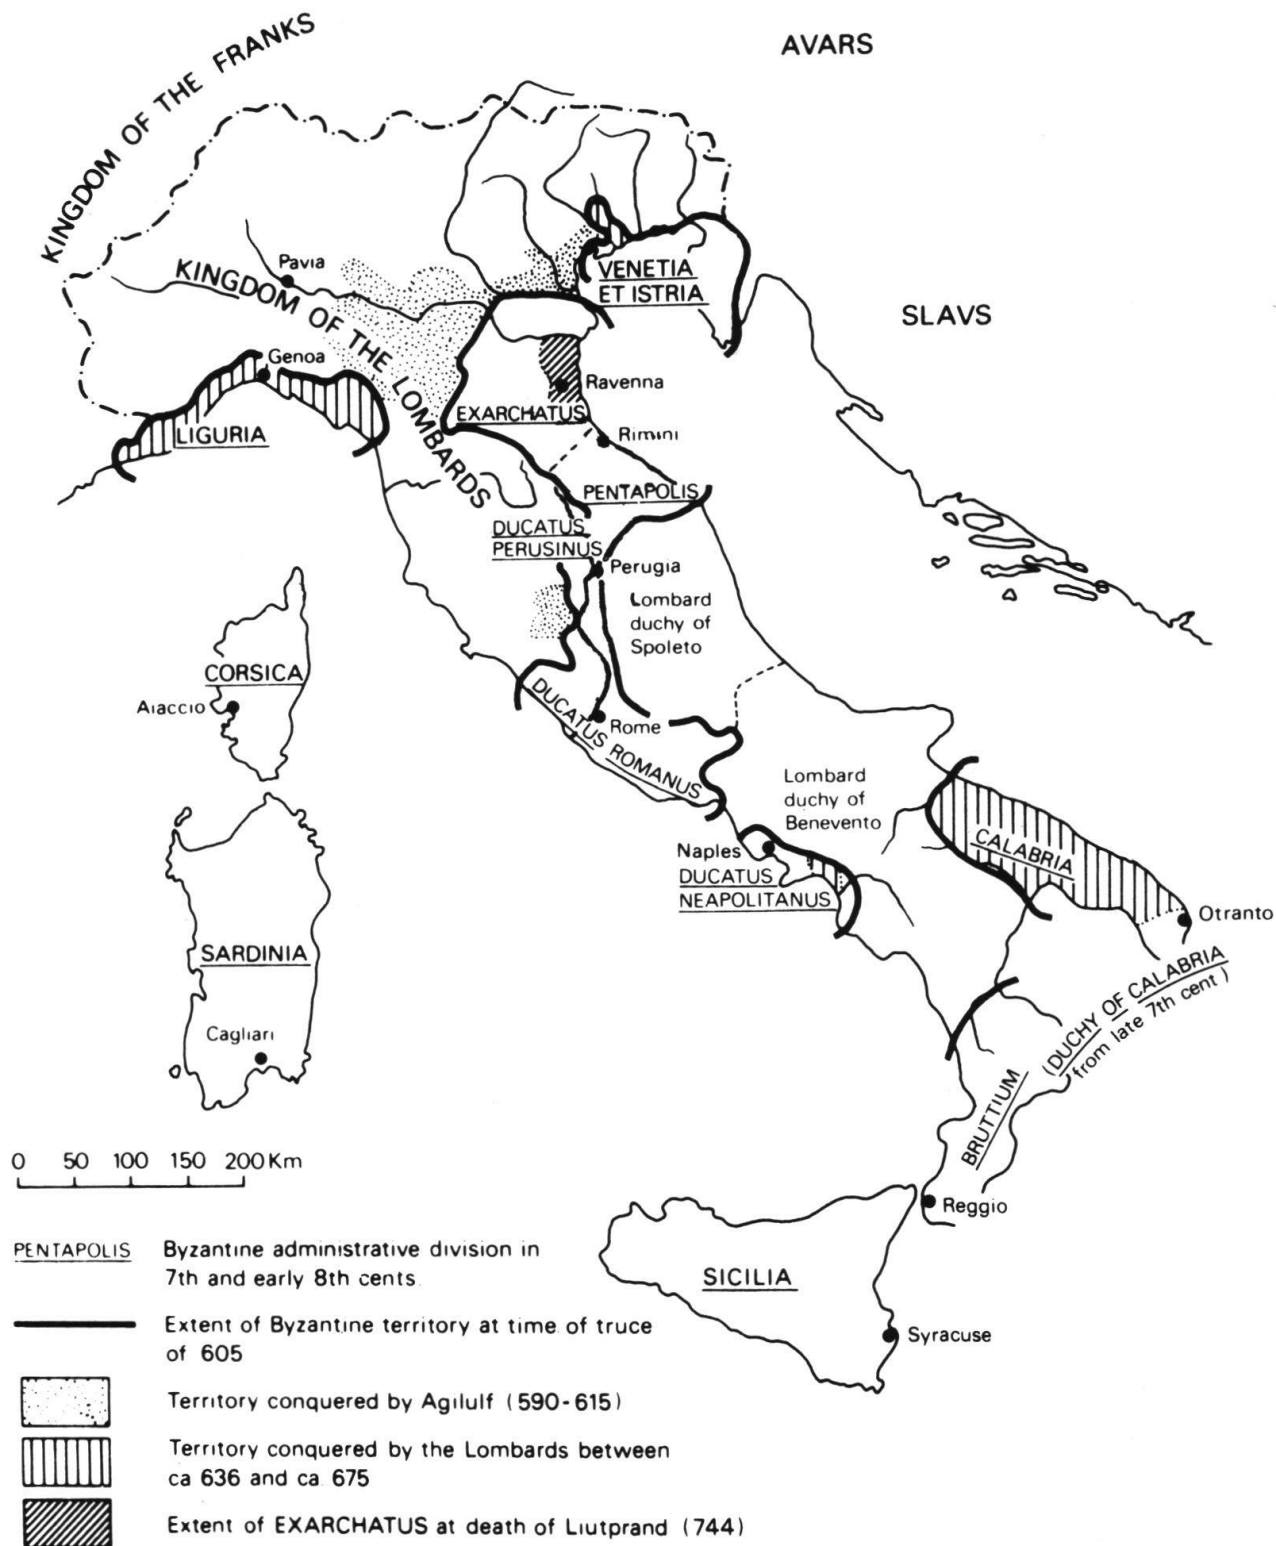 KINGDOM OF THE FRANKS
AVARS
Pavia
KINGDOM OF THE LOMBARDS
VENETIA
ET ISTRIA
SLAVS
Genoa
LIGURIA
Ravenna
EXARCHATUS
Rimini
PENTAPOLIS
DUCATUS
PERUSINUS
Perugia
Lombard
duchy of
Spoleto
CORSICA
Aiaccio
DUCATUS ROMANUS
Rome
Lombard
duchy of
Benevento
CALABRIA
Naples
DUCATUS
NEAPOLITANUS
Otranto
SARDINIA
Cagliari
(DUCHY OF CALABRIA
from late 7th cent)
BRUTTIUM
Reggio
SICILIA
Syracuse
0 50 100 150 200 Km
PENTAPOLIS Byzantine administrative division in
7th and early 8th cents
Extent of Byzantine territory at time of truce
of 605
Territory conquered by Agilulf (590-615)
Territory conquered by the Lombards between
ca 636 and ca 675
Extent of EXARCHATUS at death of Liutprand (744)